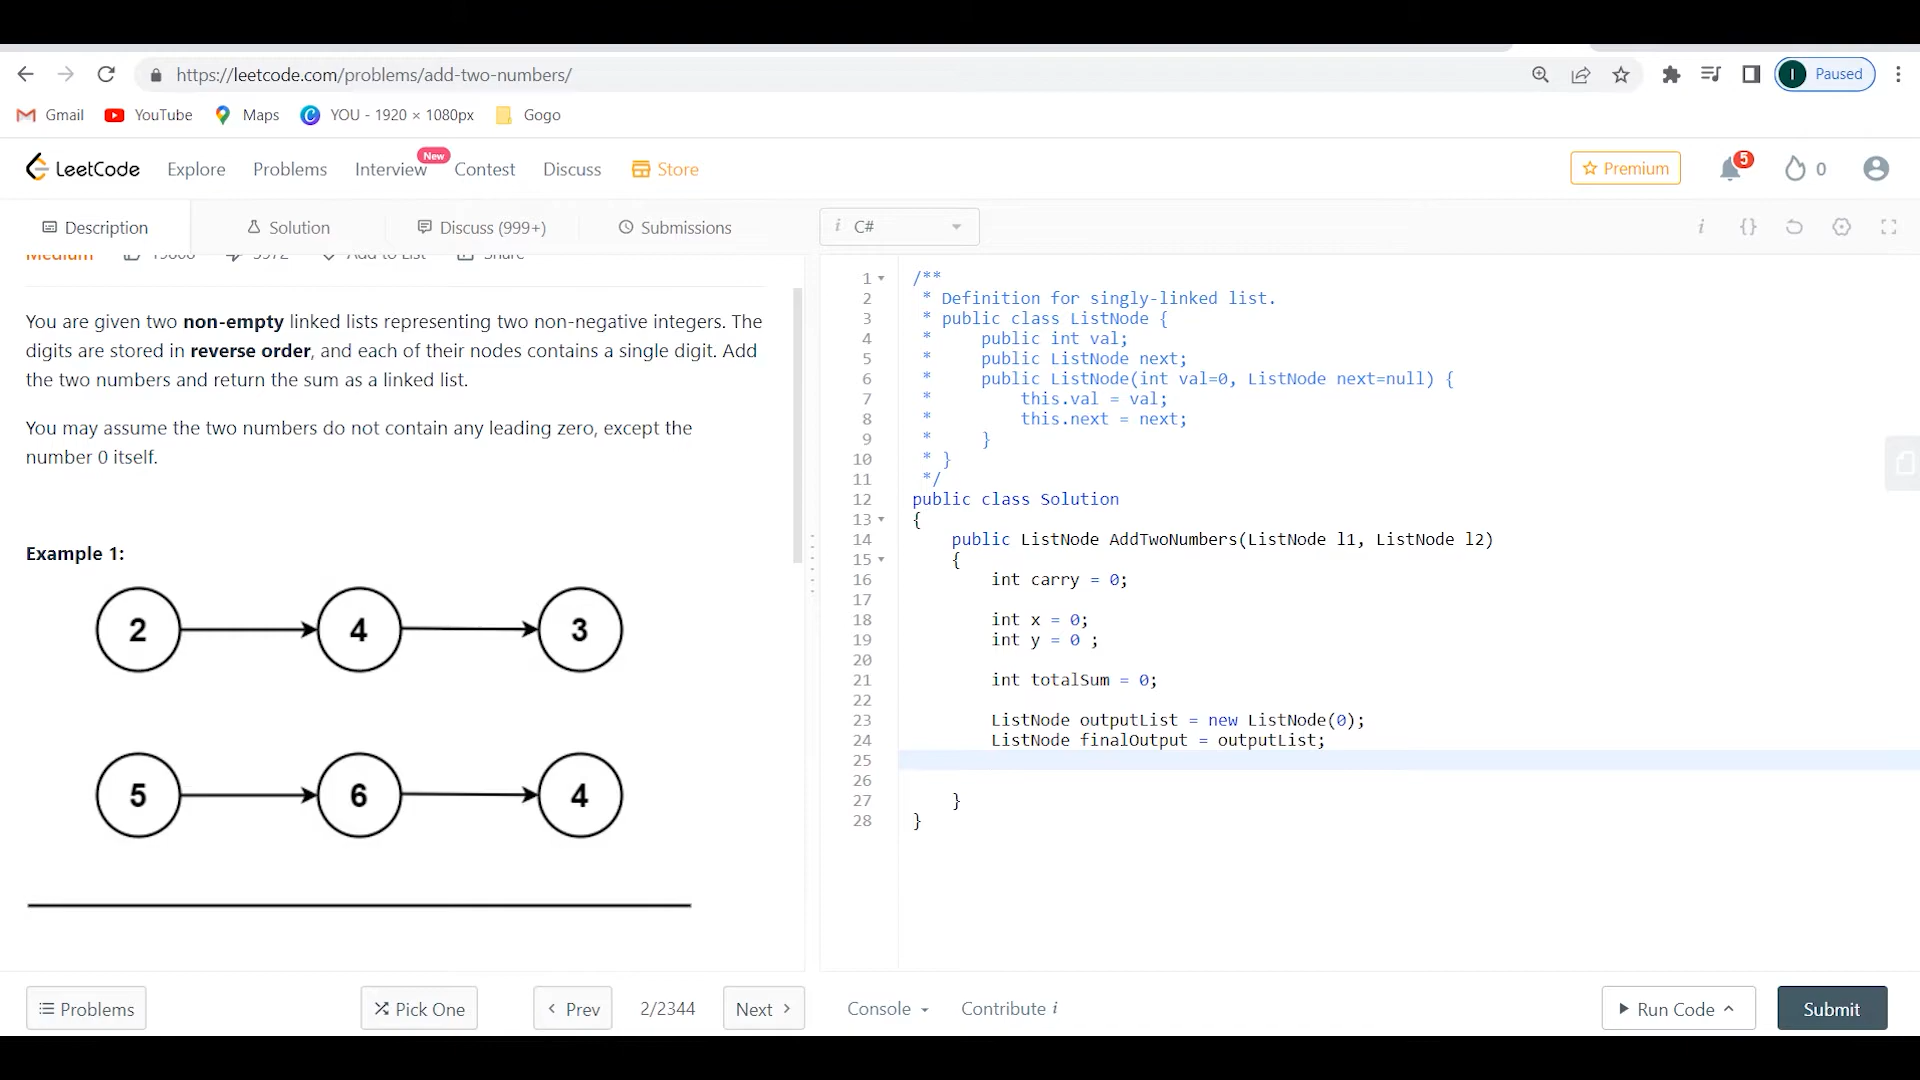 https://leetcode.com/problems/add-two-numbers/
Paused
Gmail YouTube Maps YOU - 1920 × 1080px Gogo
LeetCode Explore Problems Interview New Contest Discuss Store Premium 5 0
Description Solution Discuss (999+) Submissions
Medium Add to List Share
You are given two non-empty linked lists representing two non-negative integers. The
digits are stored in reverse order, and each of their nodes contains a single digit. Add
the two numbers and return the sum as a linked list.
You may assume the two numbers do not contain any leading zero, except the
number 0 itself.
Example 1:
2 4 3
5 6 4
i C#
i {}
1 /**
2 * Definition for singly-linked list.
3 * public class ListNode {
4 *     public int val;
5 *     public ListNode next;
6 *     public ListNode(int val=0, ListNode next=null) {
7 *         this.val = val;
8 *         this.next = next;
9 *     }
10 * }
11 */
12 public class Solution
13 {
14     public ListNode AddTwoNumbers(ListNode l1, ListNode l2)
15     {
16         int carry = 0;
17
18         int x = 0;
19         int y = 0 ;
20
21         int totalSum = 0;
22
23         ListNode outputList = new ListNode(0);
24         ListNode finalOutput = outputList;
25
26
27     }
28 }
Problems Pick One Prev 2/2344 Next Console Contribute i Run Code Submit